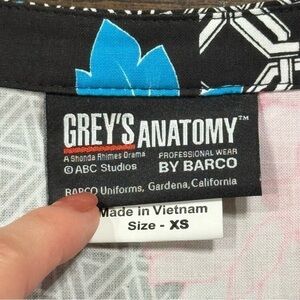 GREY'S ANATOMY™
A Shonda Rhimes Drama PROFESSIONAL WEAR
© ABC Studios BY BARCO
BARCO Uniforms, Gardena, California
Made in Vietnam
Size - XS